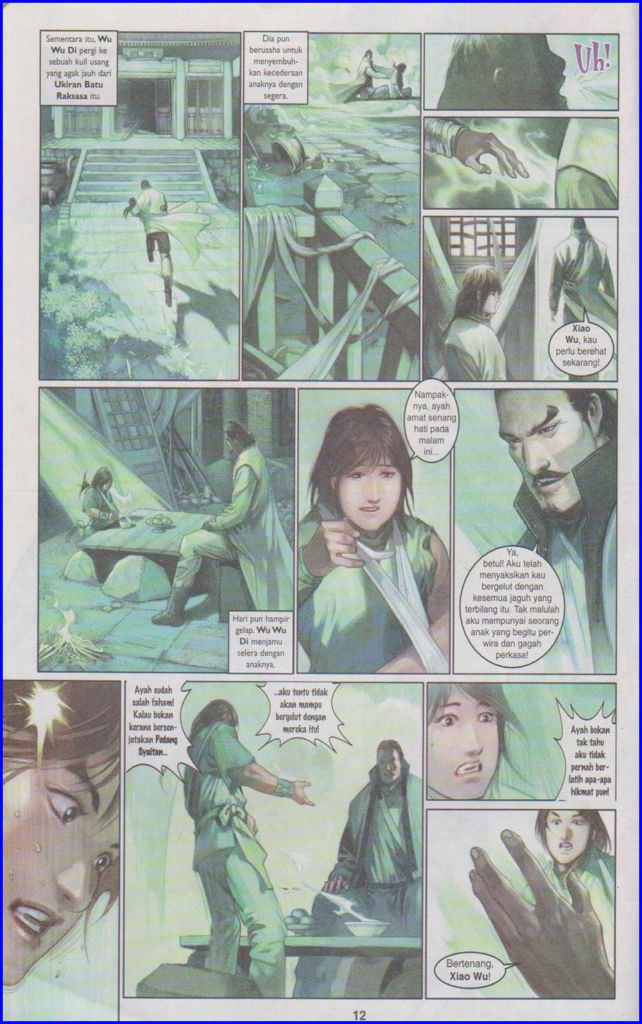 Sementara itu, Wu
Wu Di pergi ke
sebuah kuil usang
yang agak jauh dari
Ukiran Batu
Raksasa itu.
Dia pun
berusaha untuk
menyembuh-
kan kecederaan
anaknya dengan
segera.
Uh!
Xiao
Wu, kau
perlu berehat
sekarang!
Hari pun hampir
gelap. Wu Wu
Di menjamu
selera dengan
anaknya.
Nampak-
nya, ayah
amat senang
hati pada
malam
ini...
Ya,
betul! Aku telah
menyaksikan kau
bergelut dengan
kesemua jaguh yang
terbilang itu. Tak malulah
aku mempunyai seorang
anak yang begitu per-
wira dan gagah
perkasa!
Ayah sudah
salah faham!
Kalau bukan
kerana bersen-
jatakan Pedang
Syaitan...
...aku tentu tidak
akan mampu
bergelut dengan
mereka itu!
Ayah bukan
tak tahu
aku tidak
pernah ber-
latih apa-apa
hikmat pun!
Bertenang,
Xiao Wu!
12